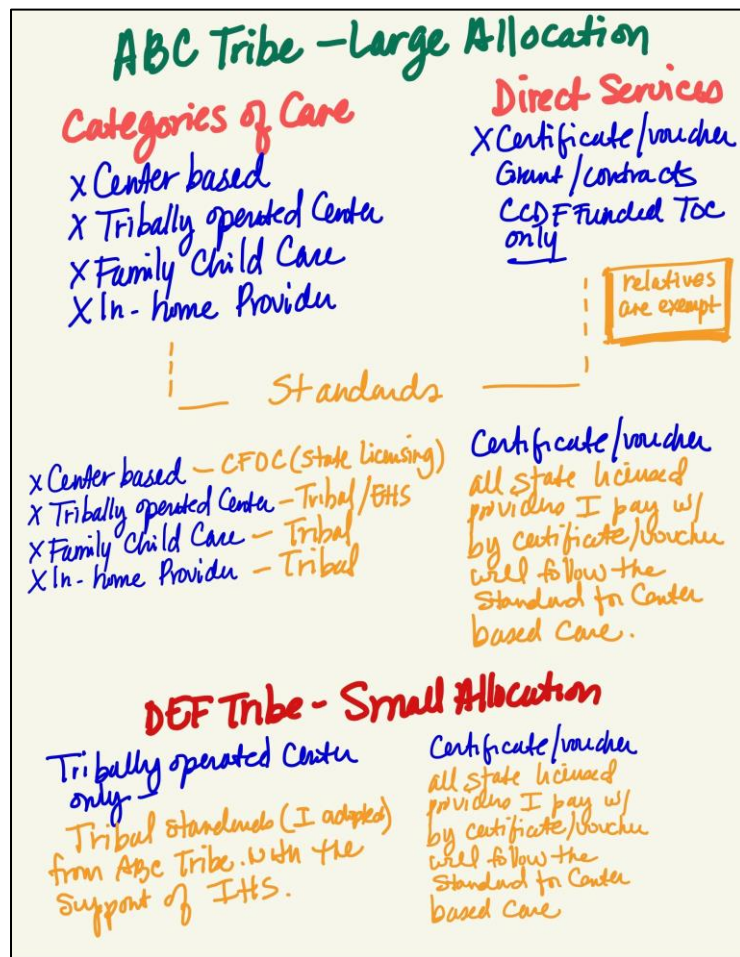 ABC Tribe - Large Allocation
Categories of Care
X Center based
X Tribally operated Center
X Family Child Care
X In-home Provider
Direct Services
X Certificate/voucher
Grant/contracts
CCDF Funded TOC
only
relatives
are exempt
Standards
X Center based - CFOC (state licensing)
X Tribally operated Center - Tribal/EHS
X Family Child Care - Tribal
X In-home Provider - Tribal
Certificate/voucher
all state licensed
providers I pay w/
by certificate/voucher
will follow the
Standard for Center
based Care.
DEF Tribe - Small Allocation
Tribally operated Center
only -
Tribal standards (I adopted)
from ABC Tribe. with the
support of IHS.
Certificate/voucher
all state licensed
providers I pay w/
by certificate/voucher
will follow the
Standard for Center
based Care